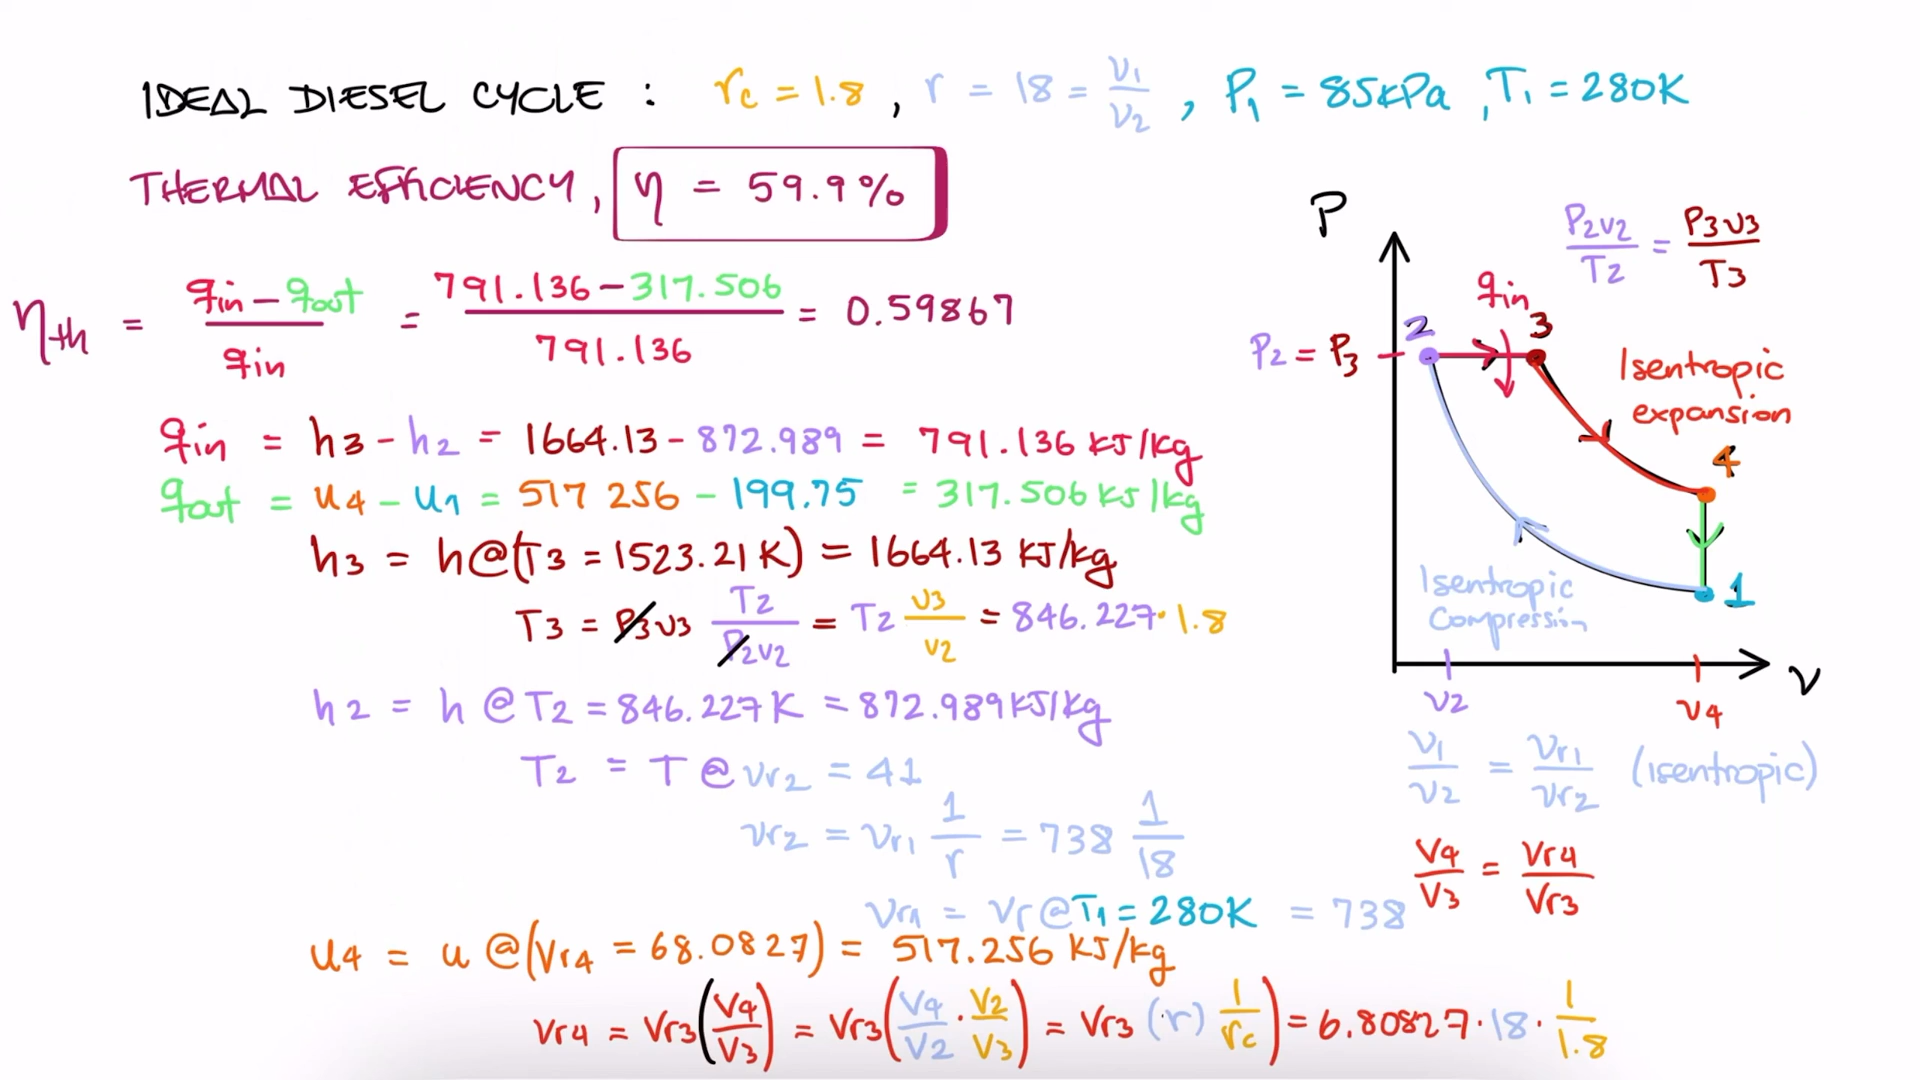 IDEAL DIESEL CYCLE : rc = 1.8 , r = 18 = v1/v2 , P1 = 85kPa , T1 = 280K
THERMAL EFFICIENCY, η = 59.9%
ηth = (qin - qout)/qin = (791.136 - 317.506)/791.136 = 0.59867
qin = h3 - h2 = 1664.13 - 872.989 = 791.136 kJ/kg
qout = u4 - u1 = 517 256 - 199.75 = 317.506 kJ/kg
h3 = h@(T3 = 1523.21K) = 1664.13 kJ/kg
T3 = P3v3 T2/P2v2 = T2 v3/v2 = 846.227 · 1.8
h2 = h @ T2 = 846.227K = 872.989 kJ/kg
T2 = T @ vr2 = 41
vr2 = vr1 1/r = 738 1/18
vr1 = vr@T1 = 280K = 738
u4 = u @(vr4 = 68.0827) = 517.256 kJ/kg
vr4 = vr3(v4/v3) = vr3(v4/v2 · v2/v3) = vr3 (r) 1/rc) = 6.80827 · 18 · 1/1.8
P
P2v2/T2 = P3v3/T3
qin
2
3
P2 = P3
Isentropic
expansion
4
Isentropic
Compression
1
v
v2
v4
v1/v2 = vr1/vr2 (isentropic)
v4/v3 = vr4/vr3